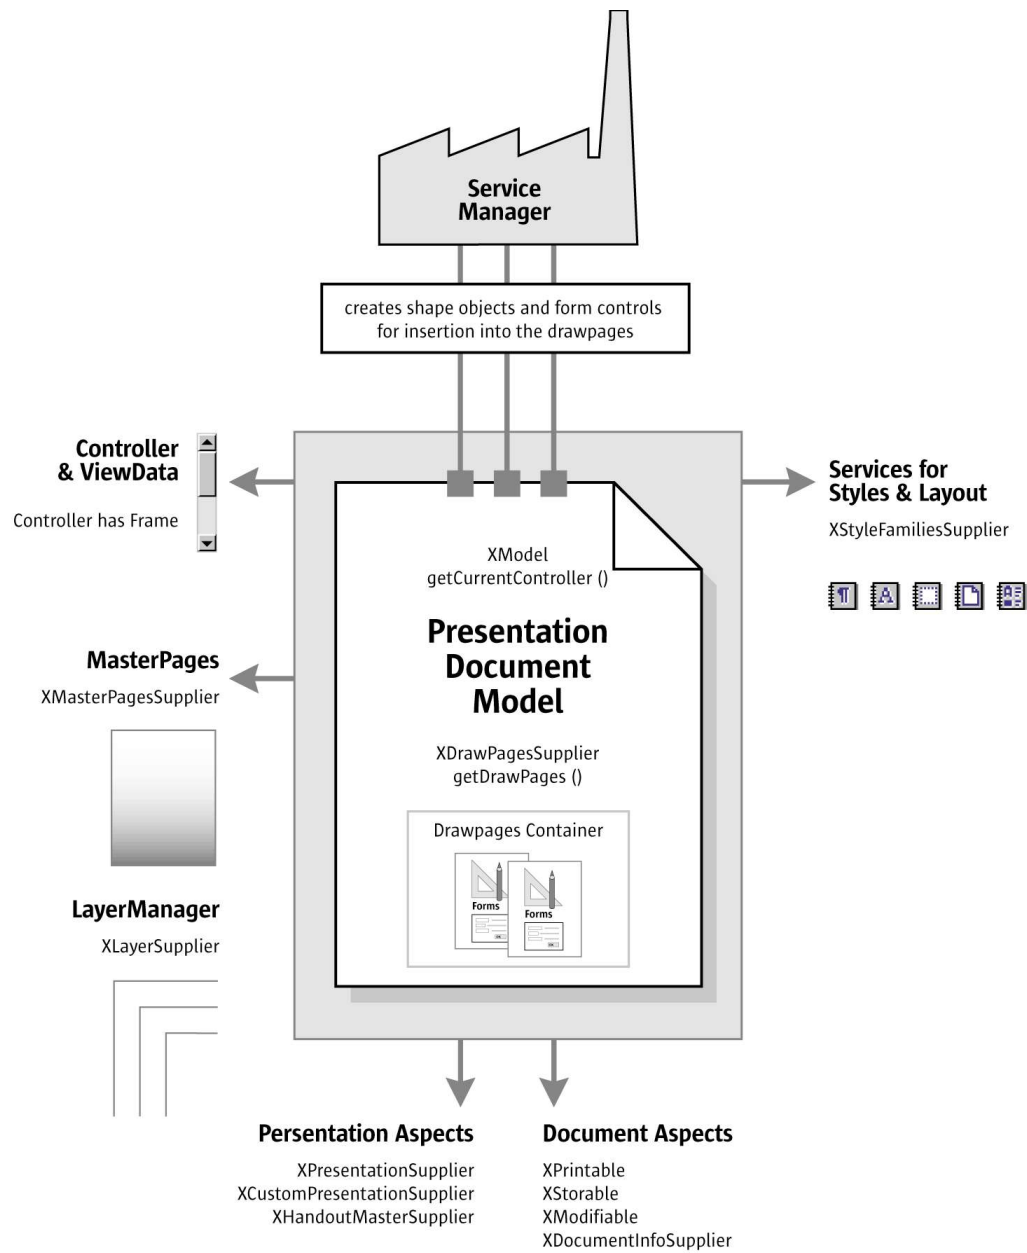 Service
Manager
creates shape objects and form controls
for insertion into the drawpages
Controller
& ViewData
Controller has Frame
Services for
Styles & Layout
XStyleFamiliesSupplier
XModel
getCurrentController ()
Presentation
Document
Model
MasterPages
XMasterPagesSupplier
XDrawPagesSupplier
getDrawPages ()
Drawpages Container
Forms
Forms
LayerManager
XLayerSupplier
Persentation Aspects
XPresentationSupplier
XCustomPresentationSupplier
XHandoutMasterSupplier
Document Aspects
XPrintable
XStorable
XModifiable
XDocumentInfoSupplier